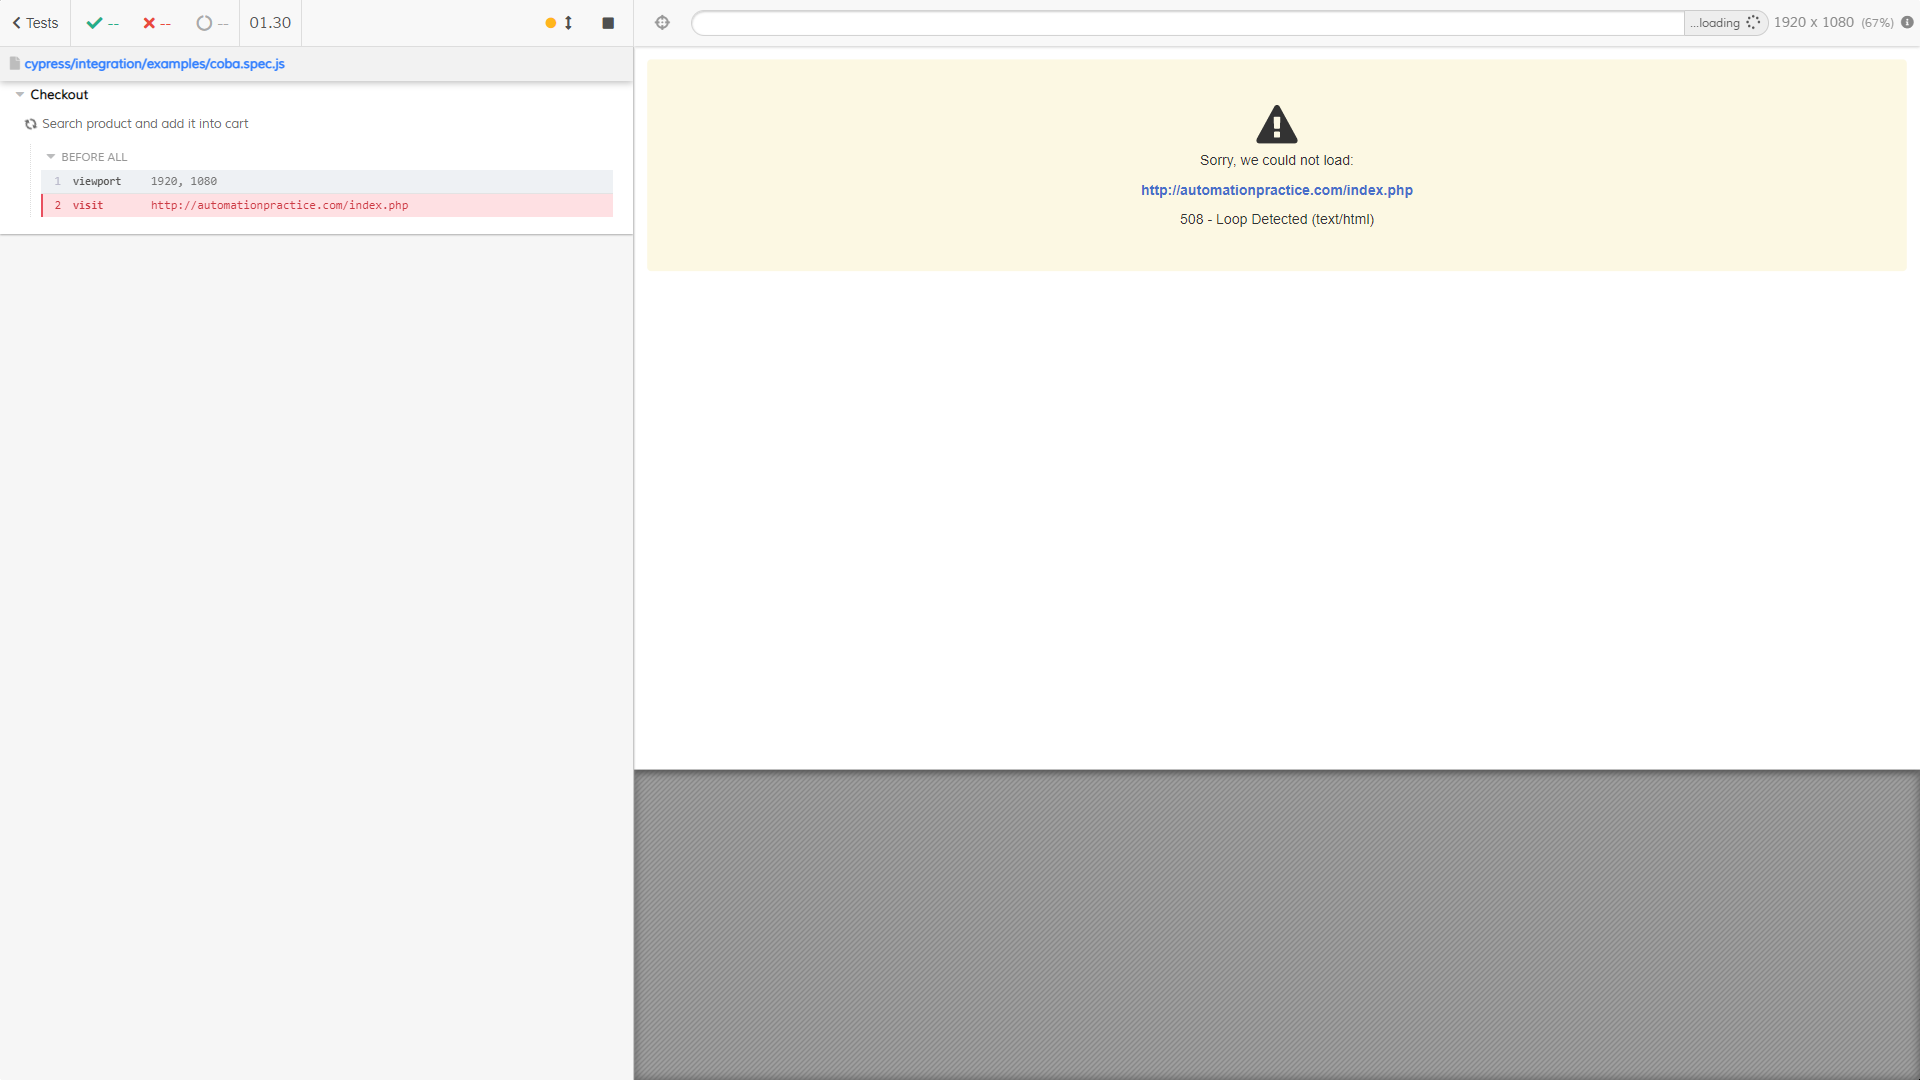 Tests -- -- -- 01.30
...loading 1920 x 1080 (67%)
cypress/integration/examples/coba.spec.js
Checkout
Search product and add it into cart
BEFORE ALL
1 viewport 1920, 1080
2 visit http://automationpractice.com/index.php
Sorry, we could not load:
http://automationpractice.com/index.php
508 - Loop Detected (text/html)